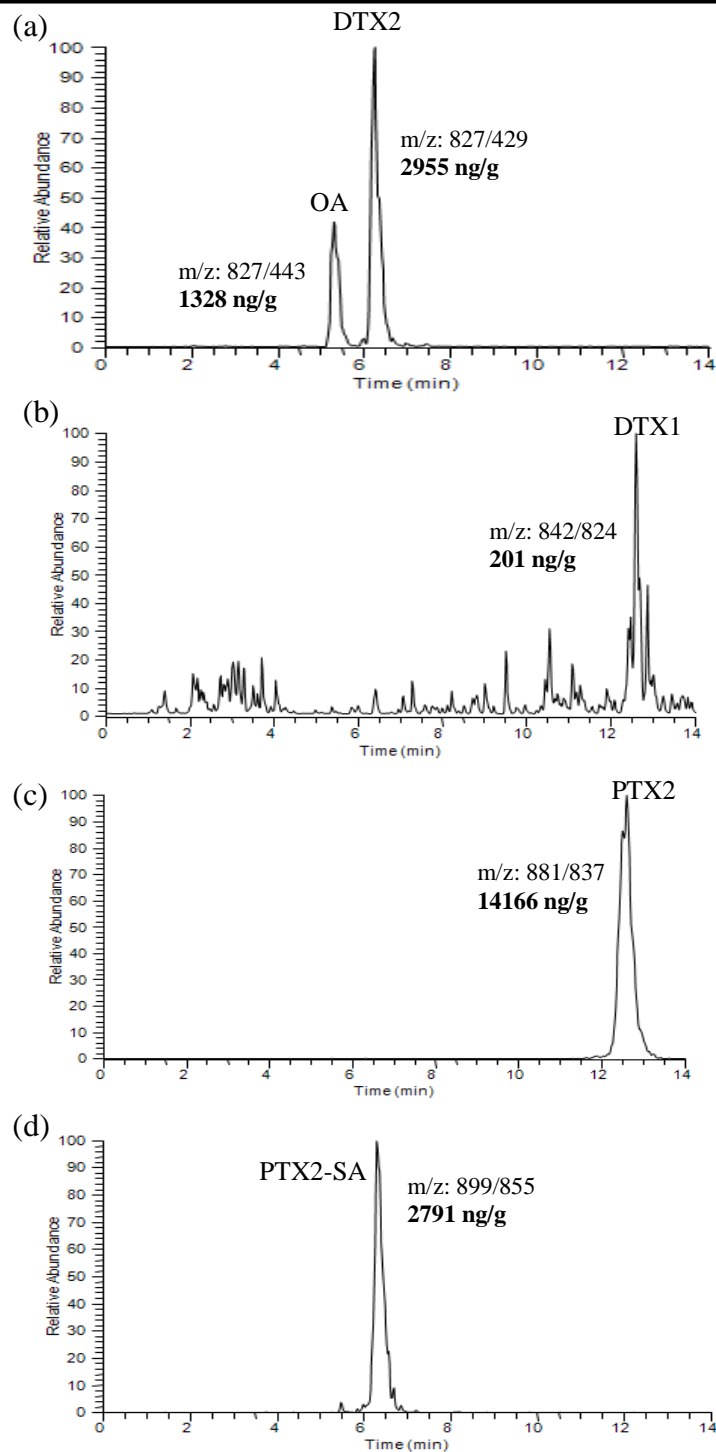 (a)
DTX2
100
90
80
70
60
50
40
30
20
10
0
Relative Abundance
m/z: 827/429
2955 ng/g
OA
m/z: 827/443
1328 ng/g
0 2 4 6 8 10 12 14
Time (min)
(b)
DTX1
100
90
80
70
60
50
40
30
20
10
0
Relative Abundance
m/z: 842/824
201 ng/g
0 2 4 6 8 10 12 14
Time (min)
(c)
PTX2
100
90
80
70
60
50
40
30
20
10
0
Relative Abundance
m/z: 881/837
14166 ng/g
0 2 4 6 8 10 12 14
Time (min)
(d)
100
90
80
70
60
50
40
30
20
10
0
Relative Abundance
PTX2-SA
m/z: 899/855
2791 ng/g
0 2 4 6 8 10 12 14
Time (min)